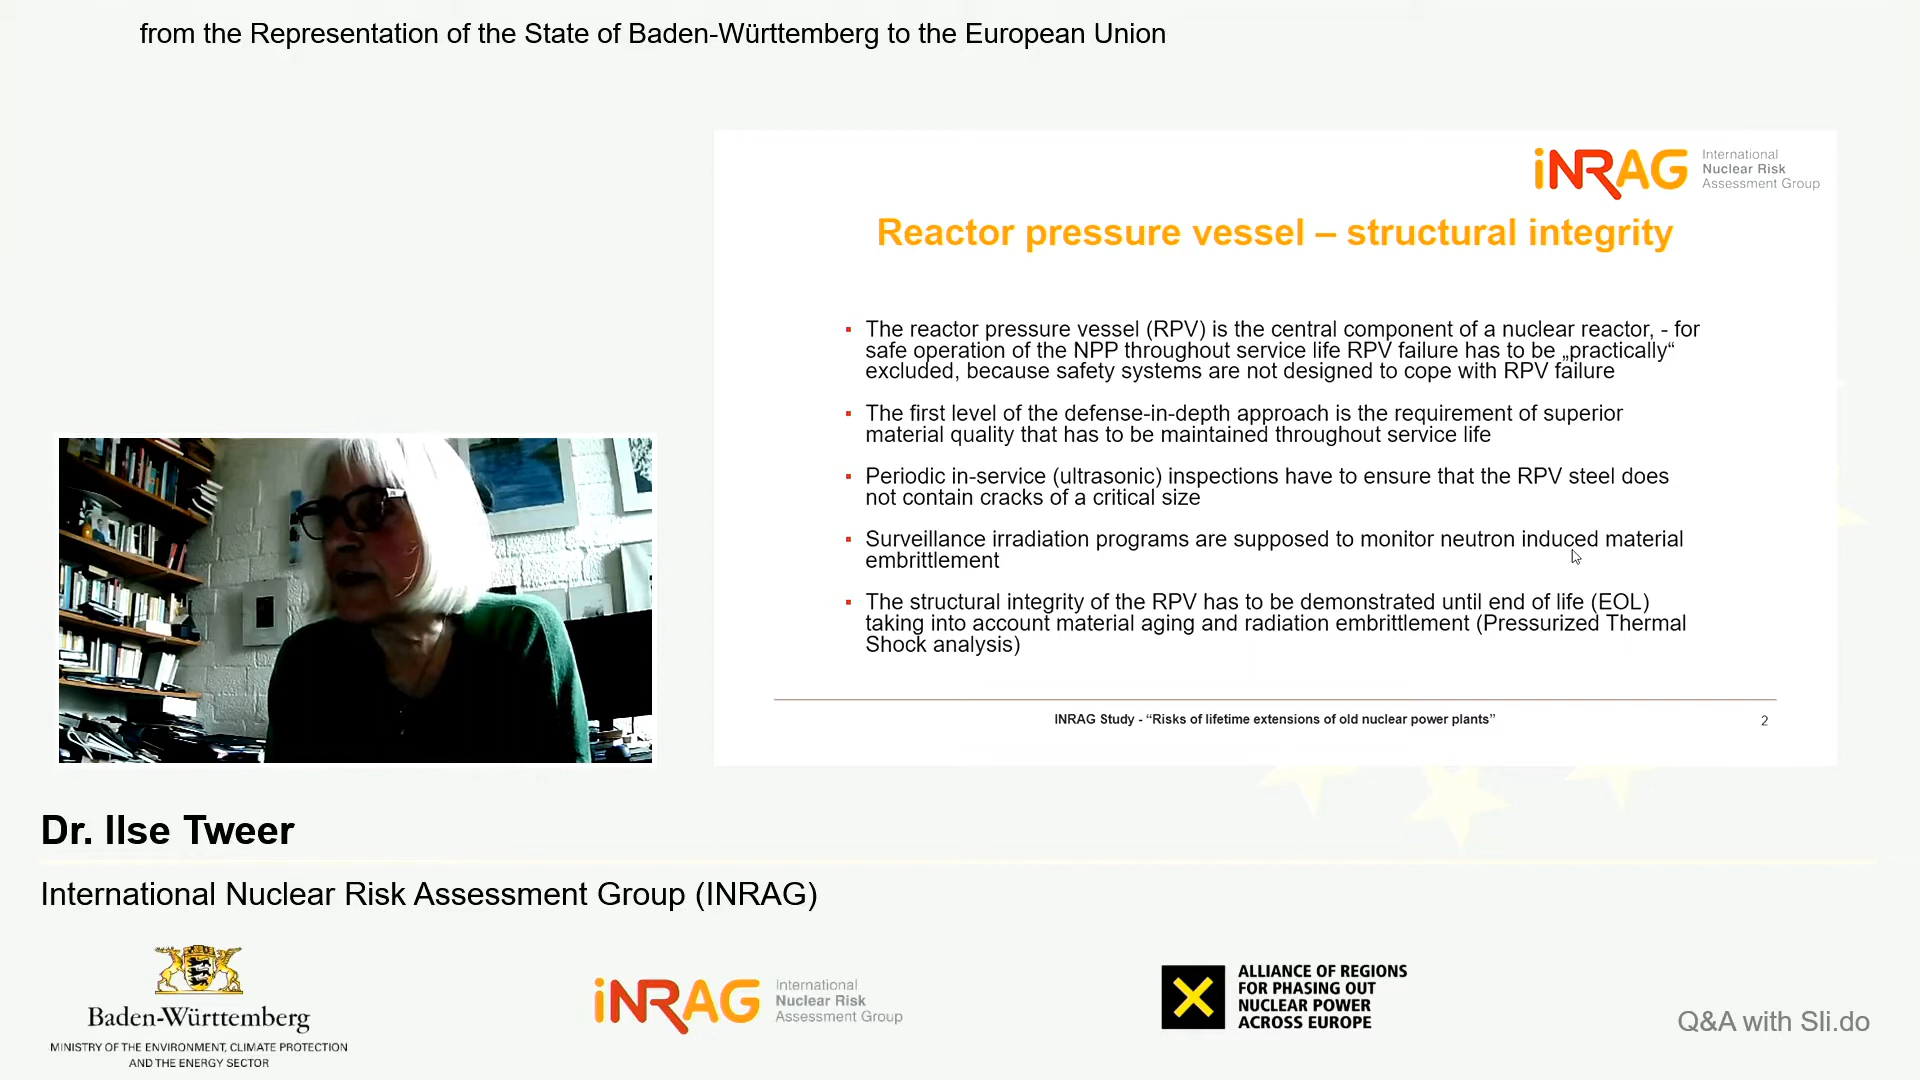 from the Representation of the State of Baden-Württemberg to the European Union
iNRAG
International
Nuclear Risk
Assessment Group
Reactor pressure vessel – structural integrity
▪ The reactor pressure vessel (RPV) is the central component of a nuclear reactor, - for
safe operation of the NPP throughout service life RPV failure has to be „practically“
excluded, because safety systems are not designed to cope with RPV failure
▪ The first level of the defense-in-depth approach is the requirement of superior
material quality that has to be maintained throughout service life
▪ Periodic in-service (ultrasonic) inspections have to ensure that the RPV steel does
not contain cracks of a critical size
▪ Surveillance irradiation programs are supposed to monitor neutron induced material
embrittlement
▪ The structural integrity of the RPV has to be demonstrated until end of life (EOL)
taking into account material aging and radiation embrittlement (Pressurized Thermal
Shock analysis)
INRAG Study - “Risks of lifetime extensions of old nuclear power plants”
2
Dr. Ilse Tweer
International Nuclear Risk Assessment Group (INRAG)
Baden-Württemberg
MINISTRY OF THE ENVIRONMENT, CLIMATE PROTECTION
AND THE ENERGY SECTOR
iNRAG
International
Nuclear Risk
Assessment Group
ALLIANCE OF REGIONS
FOR PHASING OUT
NUCLEAR POWER
ACROSS EUROPE
Q&A with Sli.do